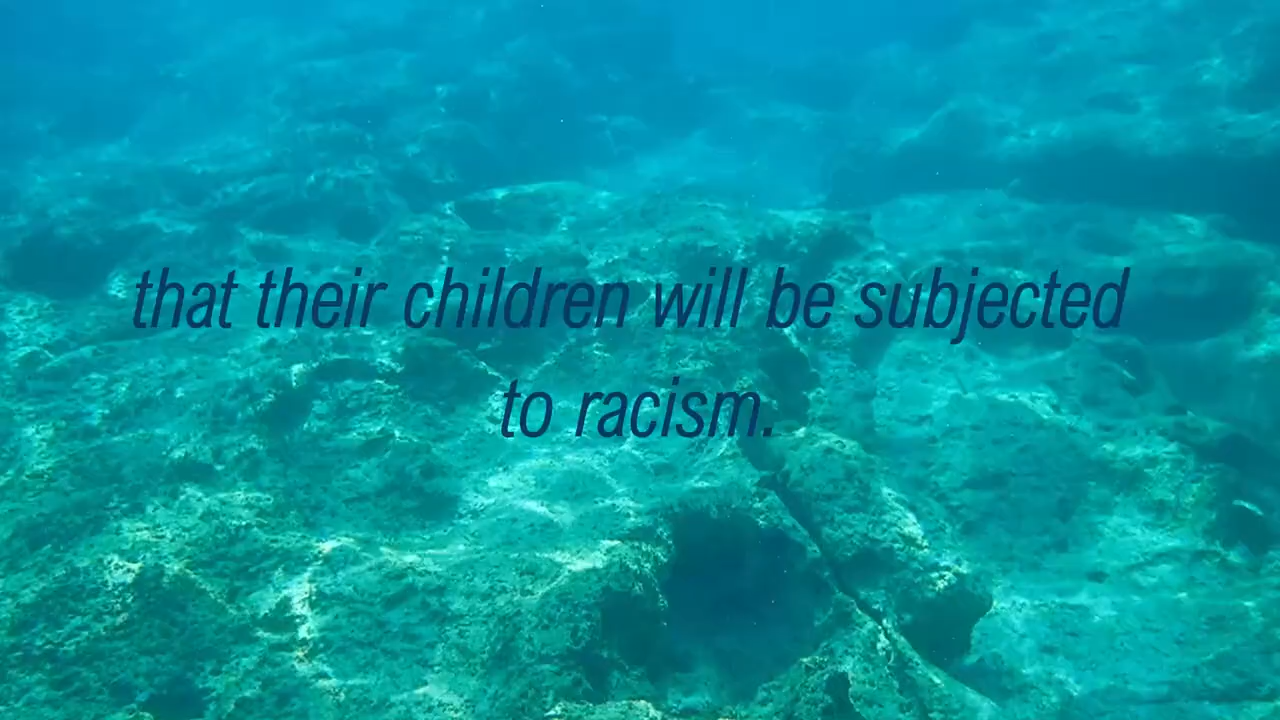 that their children will be subjected
to racism.